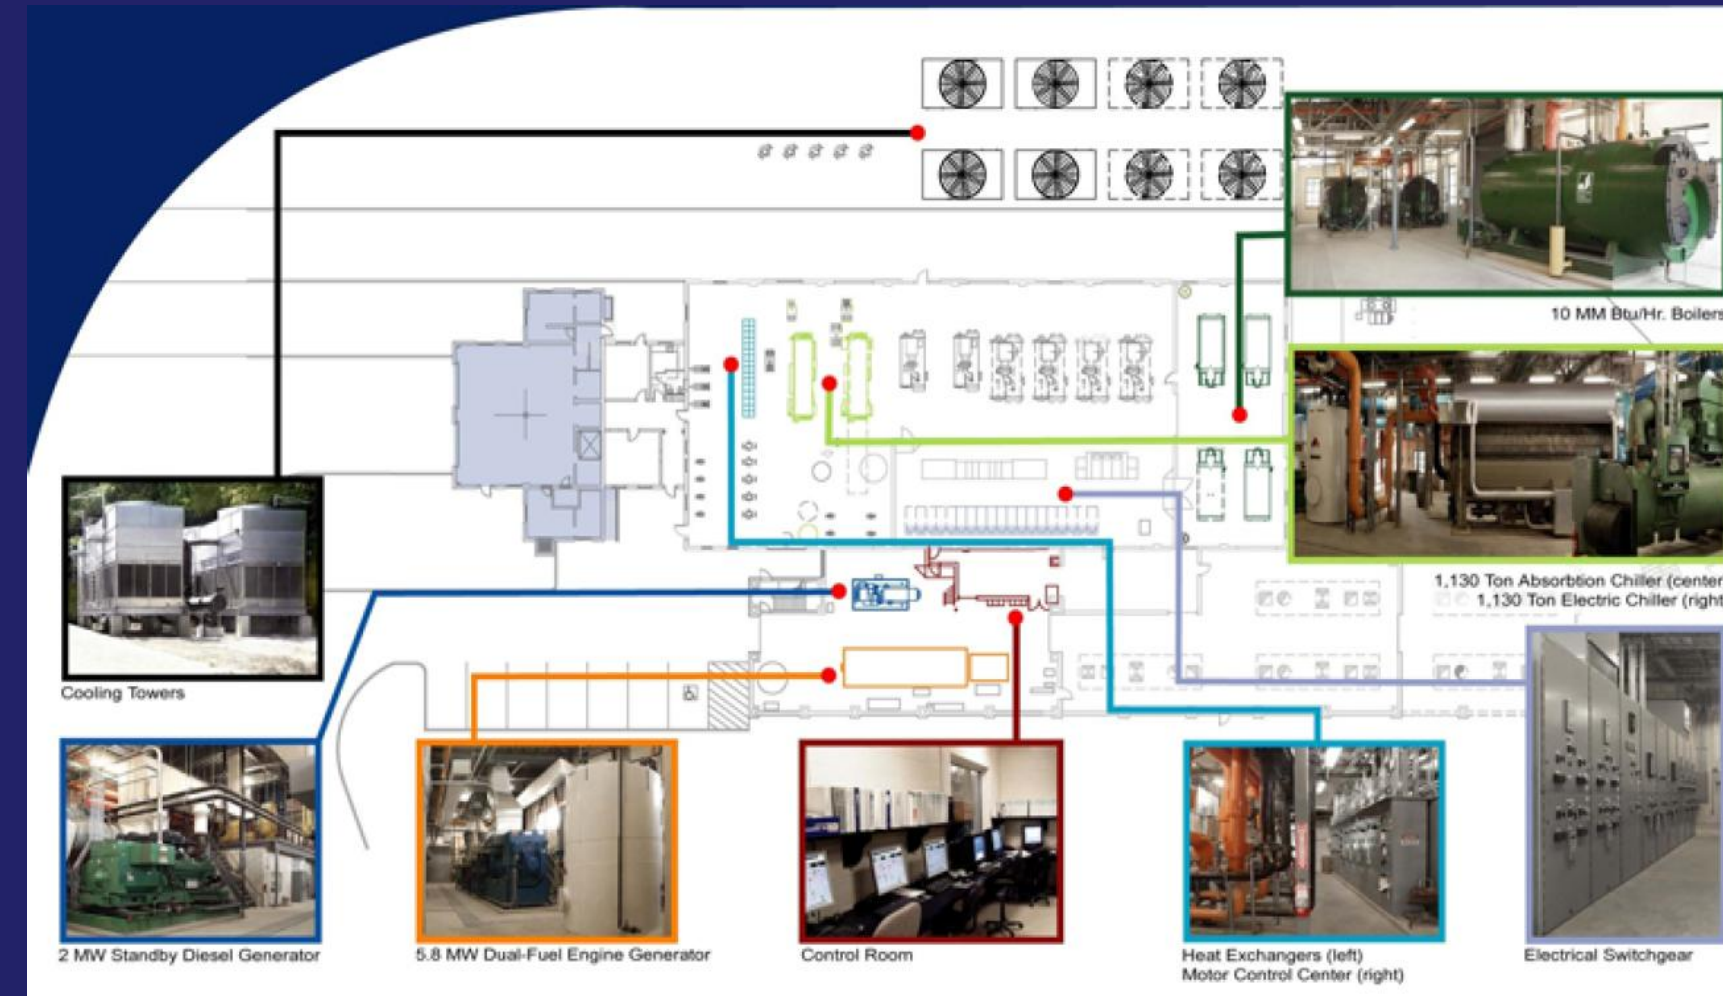 10 MM Btu/Hr. Boilers
1,130 Ton Absorbtion Chiller (center
1,130 Ton Electric Chiller (right
Cooling Towers
2 MW Standby Diesel Generator
5.8 MW Dual-Fuel Engine Generator
Control Room
Heat Exchangers (left)
Motor Control Center (right)
Electrical Switchgear